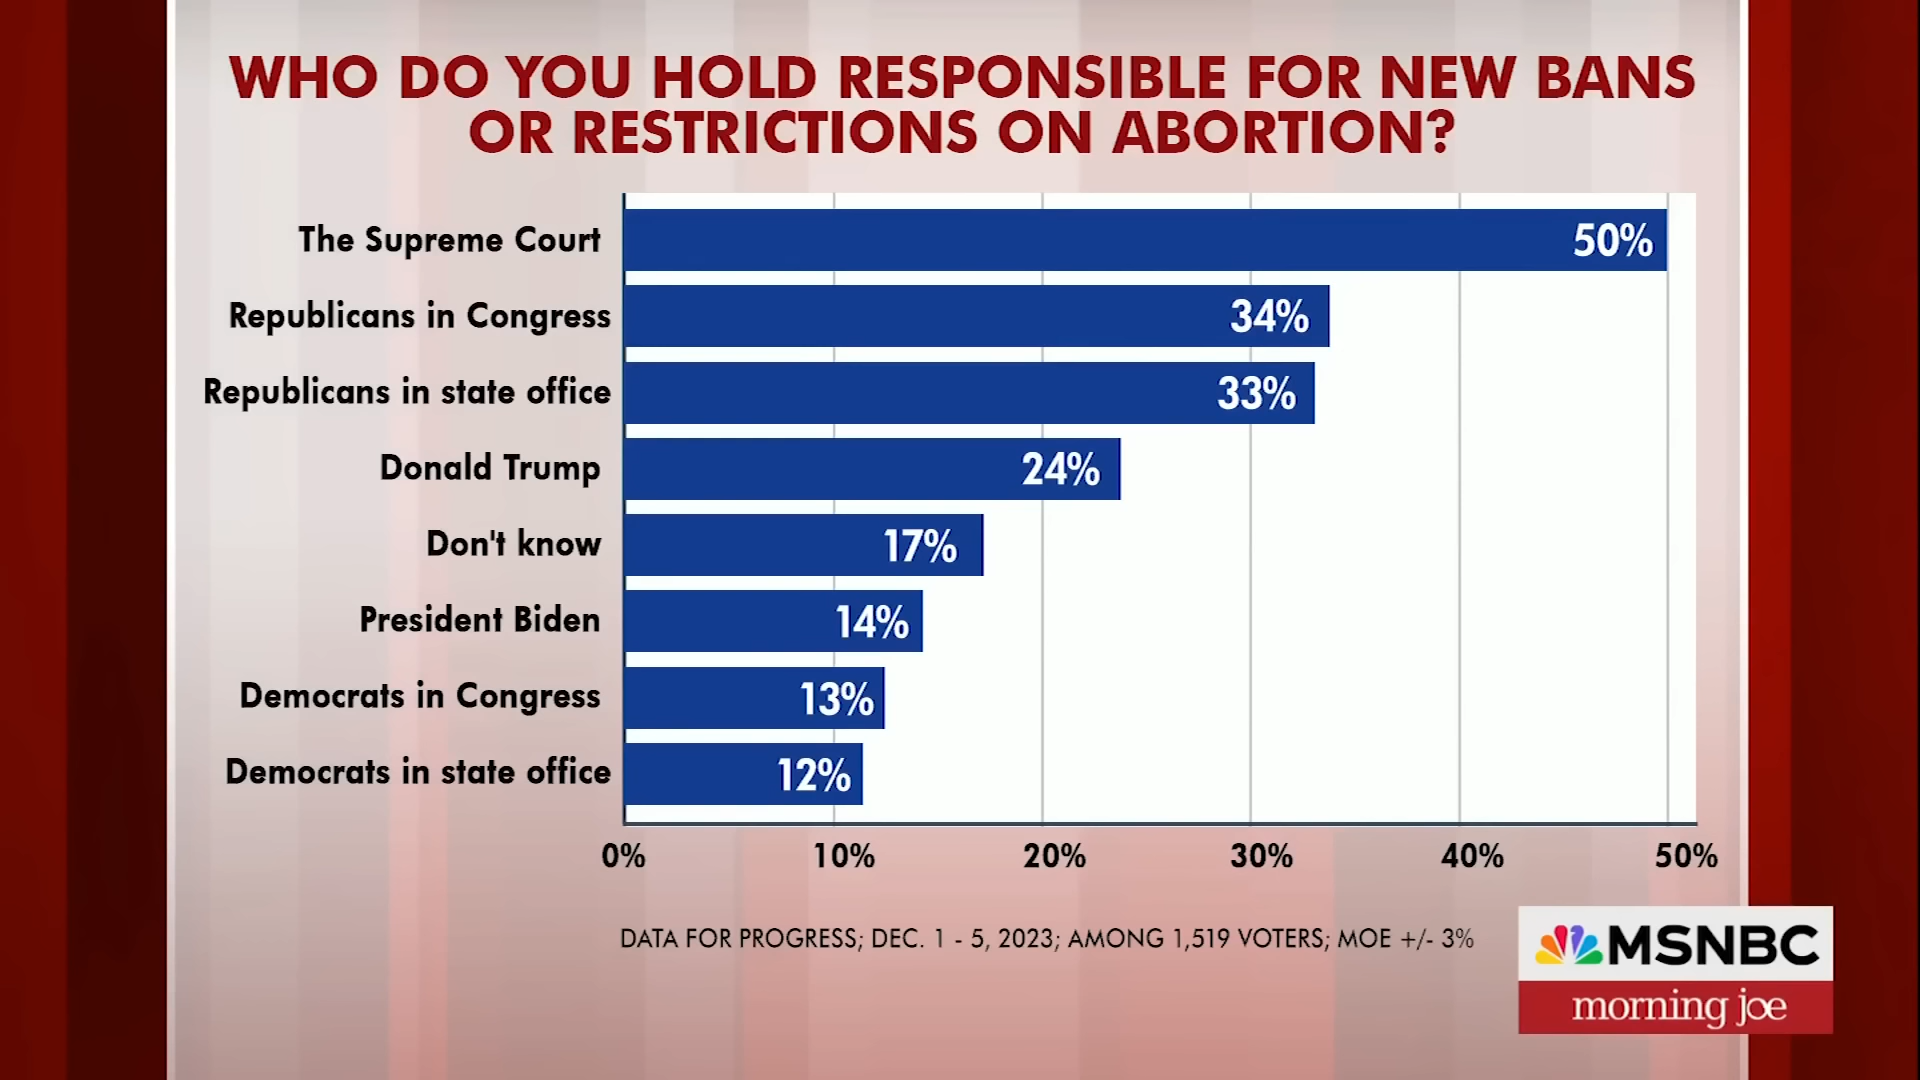 WHO DO YOU HOLD RESPONSIBLE FOR NEW BANS
OR RESTRICTIONS ON ABORTION?
The Supreme Court 50%
Republicans in Congress 34%
Republicans in state office 33%
Donald Trump 24%
Don't know 17%
President Biden 14%
Democrats in Congress 13%
Democrats in state office 12%
0% 10% 20% 30% 40% 50%
DATA FOR PROGRESS; DEC. 1 - 5, 2023; AMONG 1,519 VOTERS; MOE +/- 3%
MSNBC
morning joe